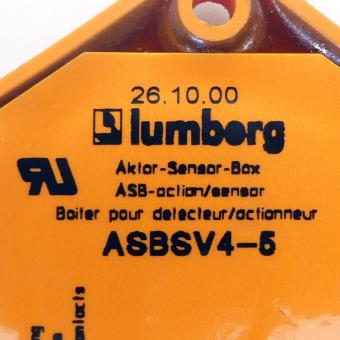 26.10.00
lumberg
Aktor-Sensor-Box
ASB-action/sensor
Boiter pour detecteur/actionneur
ASBSV4-5